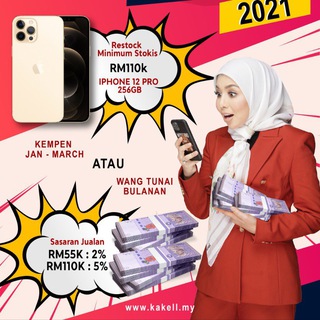 2021
Restock
Minimum Stokis
RM110k
IPHONE 12 PRO
256GB
KEMPEN
JAN - MARCH
ATAU
WANG TUNAI
BULANAN
Sasaran Jualan
RM55K : 2%
RM110K : 5%
www.kakell.my